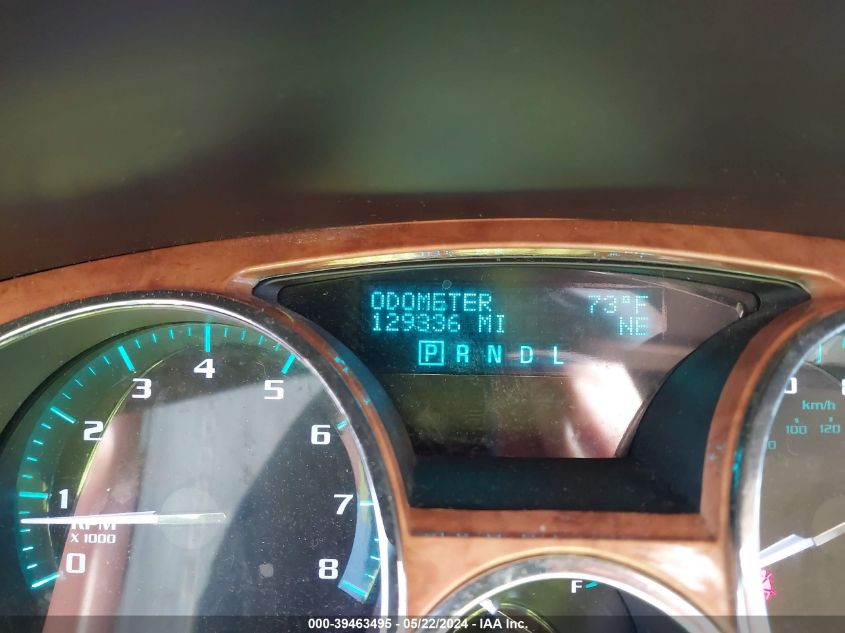 ODOMETER 73°F
129336 MI NE
P R N D L
0 1 2 3 4 5 6 7 8
RPM
X 1000
km/h
100 120
F
000-39463495 - 05/22/2024 - IAA Inc.